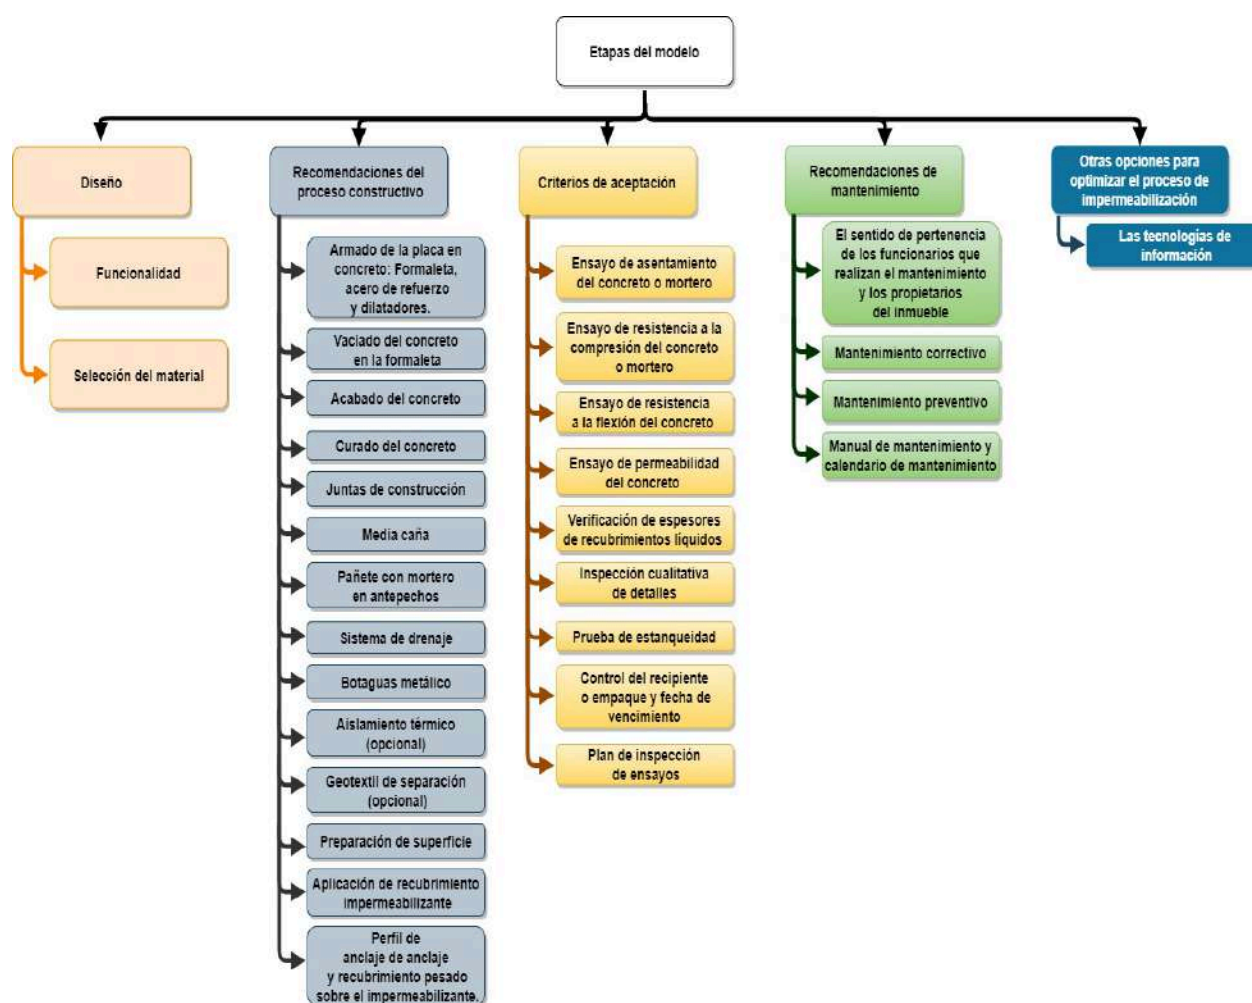 Etapas del modelo
Diseño
Funcionalidad
Selección del material
Recomendaciones del
proceso constructivo
Armado de la placa en
concreto: Formaleta,
acero de refuerzo
y dilatadores.
Vaciado del concreto
en la formaleta
Acabado del concreto
Curado del concreto
Juntas de construcción
Media caña
Pañete con mortero
en antepechos
Sistema de drenaje
Botaguas metálico
Aislamiento térmico
(opcional)
Geotextil de separación
(opcional)
Preparación de superficie
Aplicación de recubrimiento
impermeabilizante
Perfil de
anclaje de anclaje
y recubrimiento pesado
sobre el impermeabilizante.
Criterios de aceptación
Ensayo de asentamiento
del concreto o mortero
Ensayo de resistencia a la
compresión del concreto
o mortero
Ensayo de resistencia
a la flexión del concreto
Ensayo de permeabilidad
del concreto
Verificación de espesores
de recubrimientos líquidos
Inspección cualitativa
de detalles
Prueba de estanqueidad
Control del recipiente
o empaque y fecha de
vencimiento
Plan de inspección
de ensayos
Recomendaciones de
mantenimiento
El sentido de pertenencia
de los funcionarios que
realizan el mantenimiento
y los propietarios
del inmueble
Mantenimiento correctivo
Mantenimiento preventivo
Manual de mantenimiento y
calendario de mantenimiento
Otras opciones para
optimizar el proceso de
impermeabilización
Las tecnologías de
información